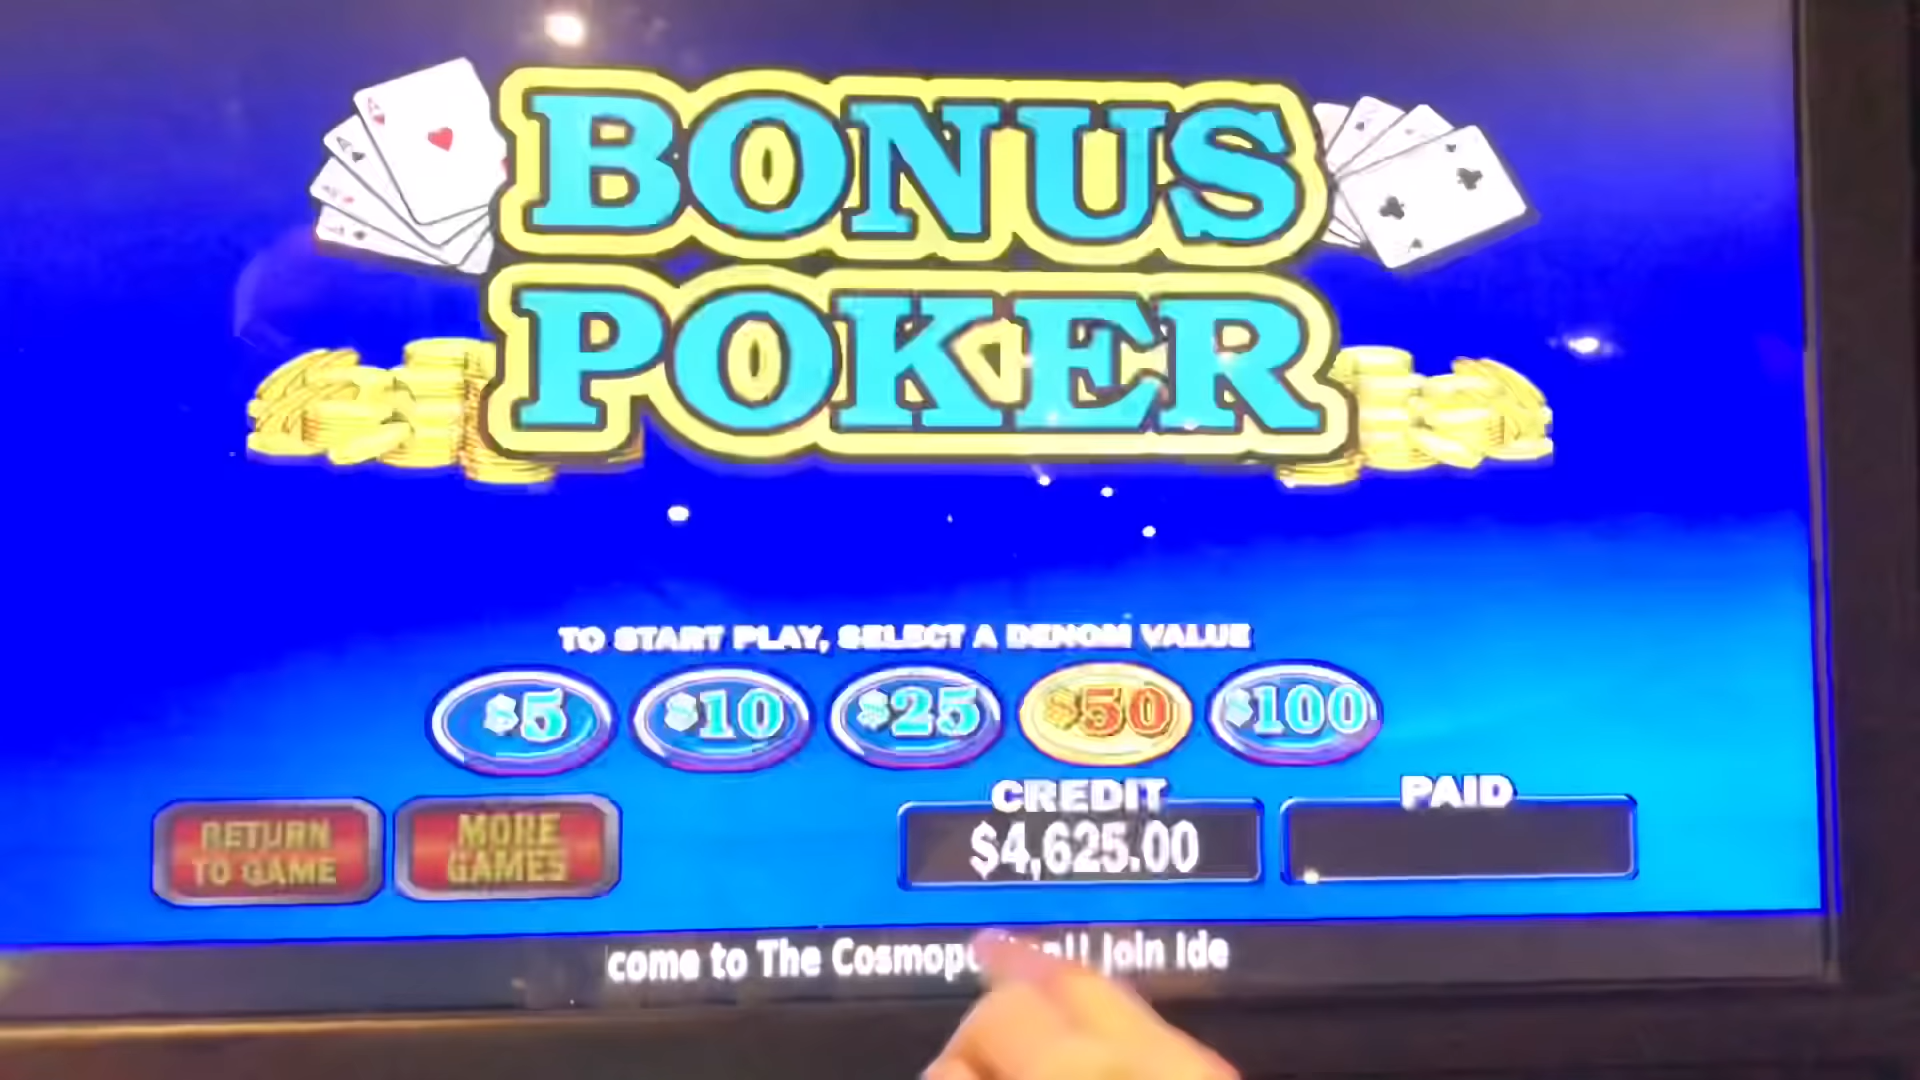 BONUS
POKER
TO START PLAY, SELECT A DENOM VALUE
$5 $10 $25 $50 $100
RETURN
TO GAME
MORE
GAMES
CREDIT
$4,625.00
PAID
come to The Join Ide